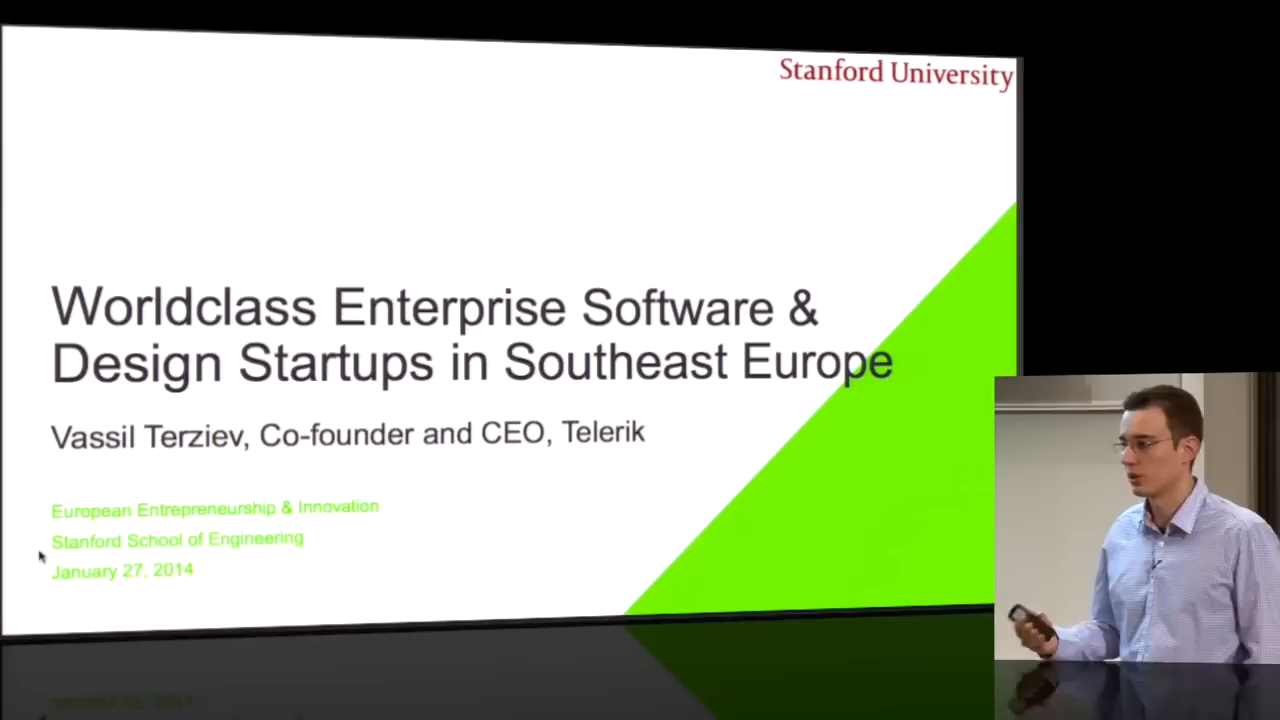 Stanford University
Worldclass Enterprise Software &
Design Startups in Southeast Europe
Vassil Terziev, Co-founder and CEO, Telerik
European Entrepreneurship & Innovation
Stanford School of Engineering
January 27, 2014